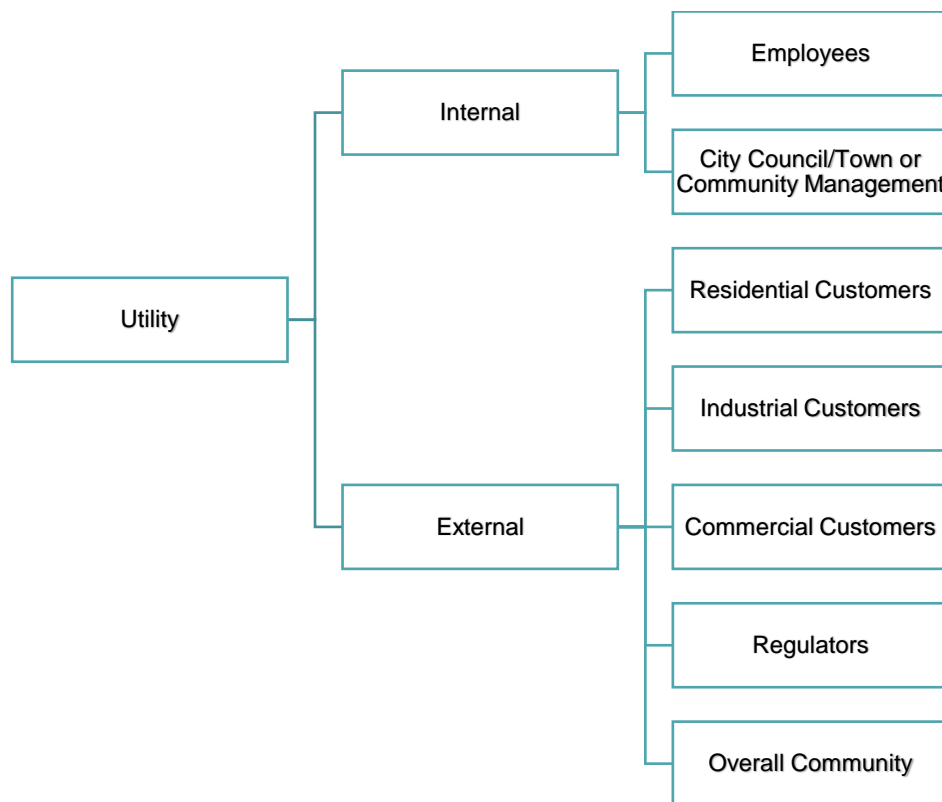 Employees
Internal
City Council/Town or
Community Management
Residential Customers
Utility
Industrial Customers
External
Commercial Customers
Regulators
Overall Community